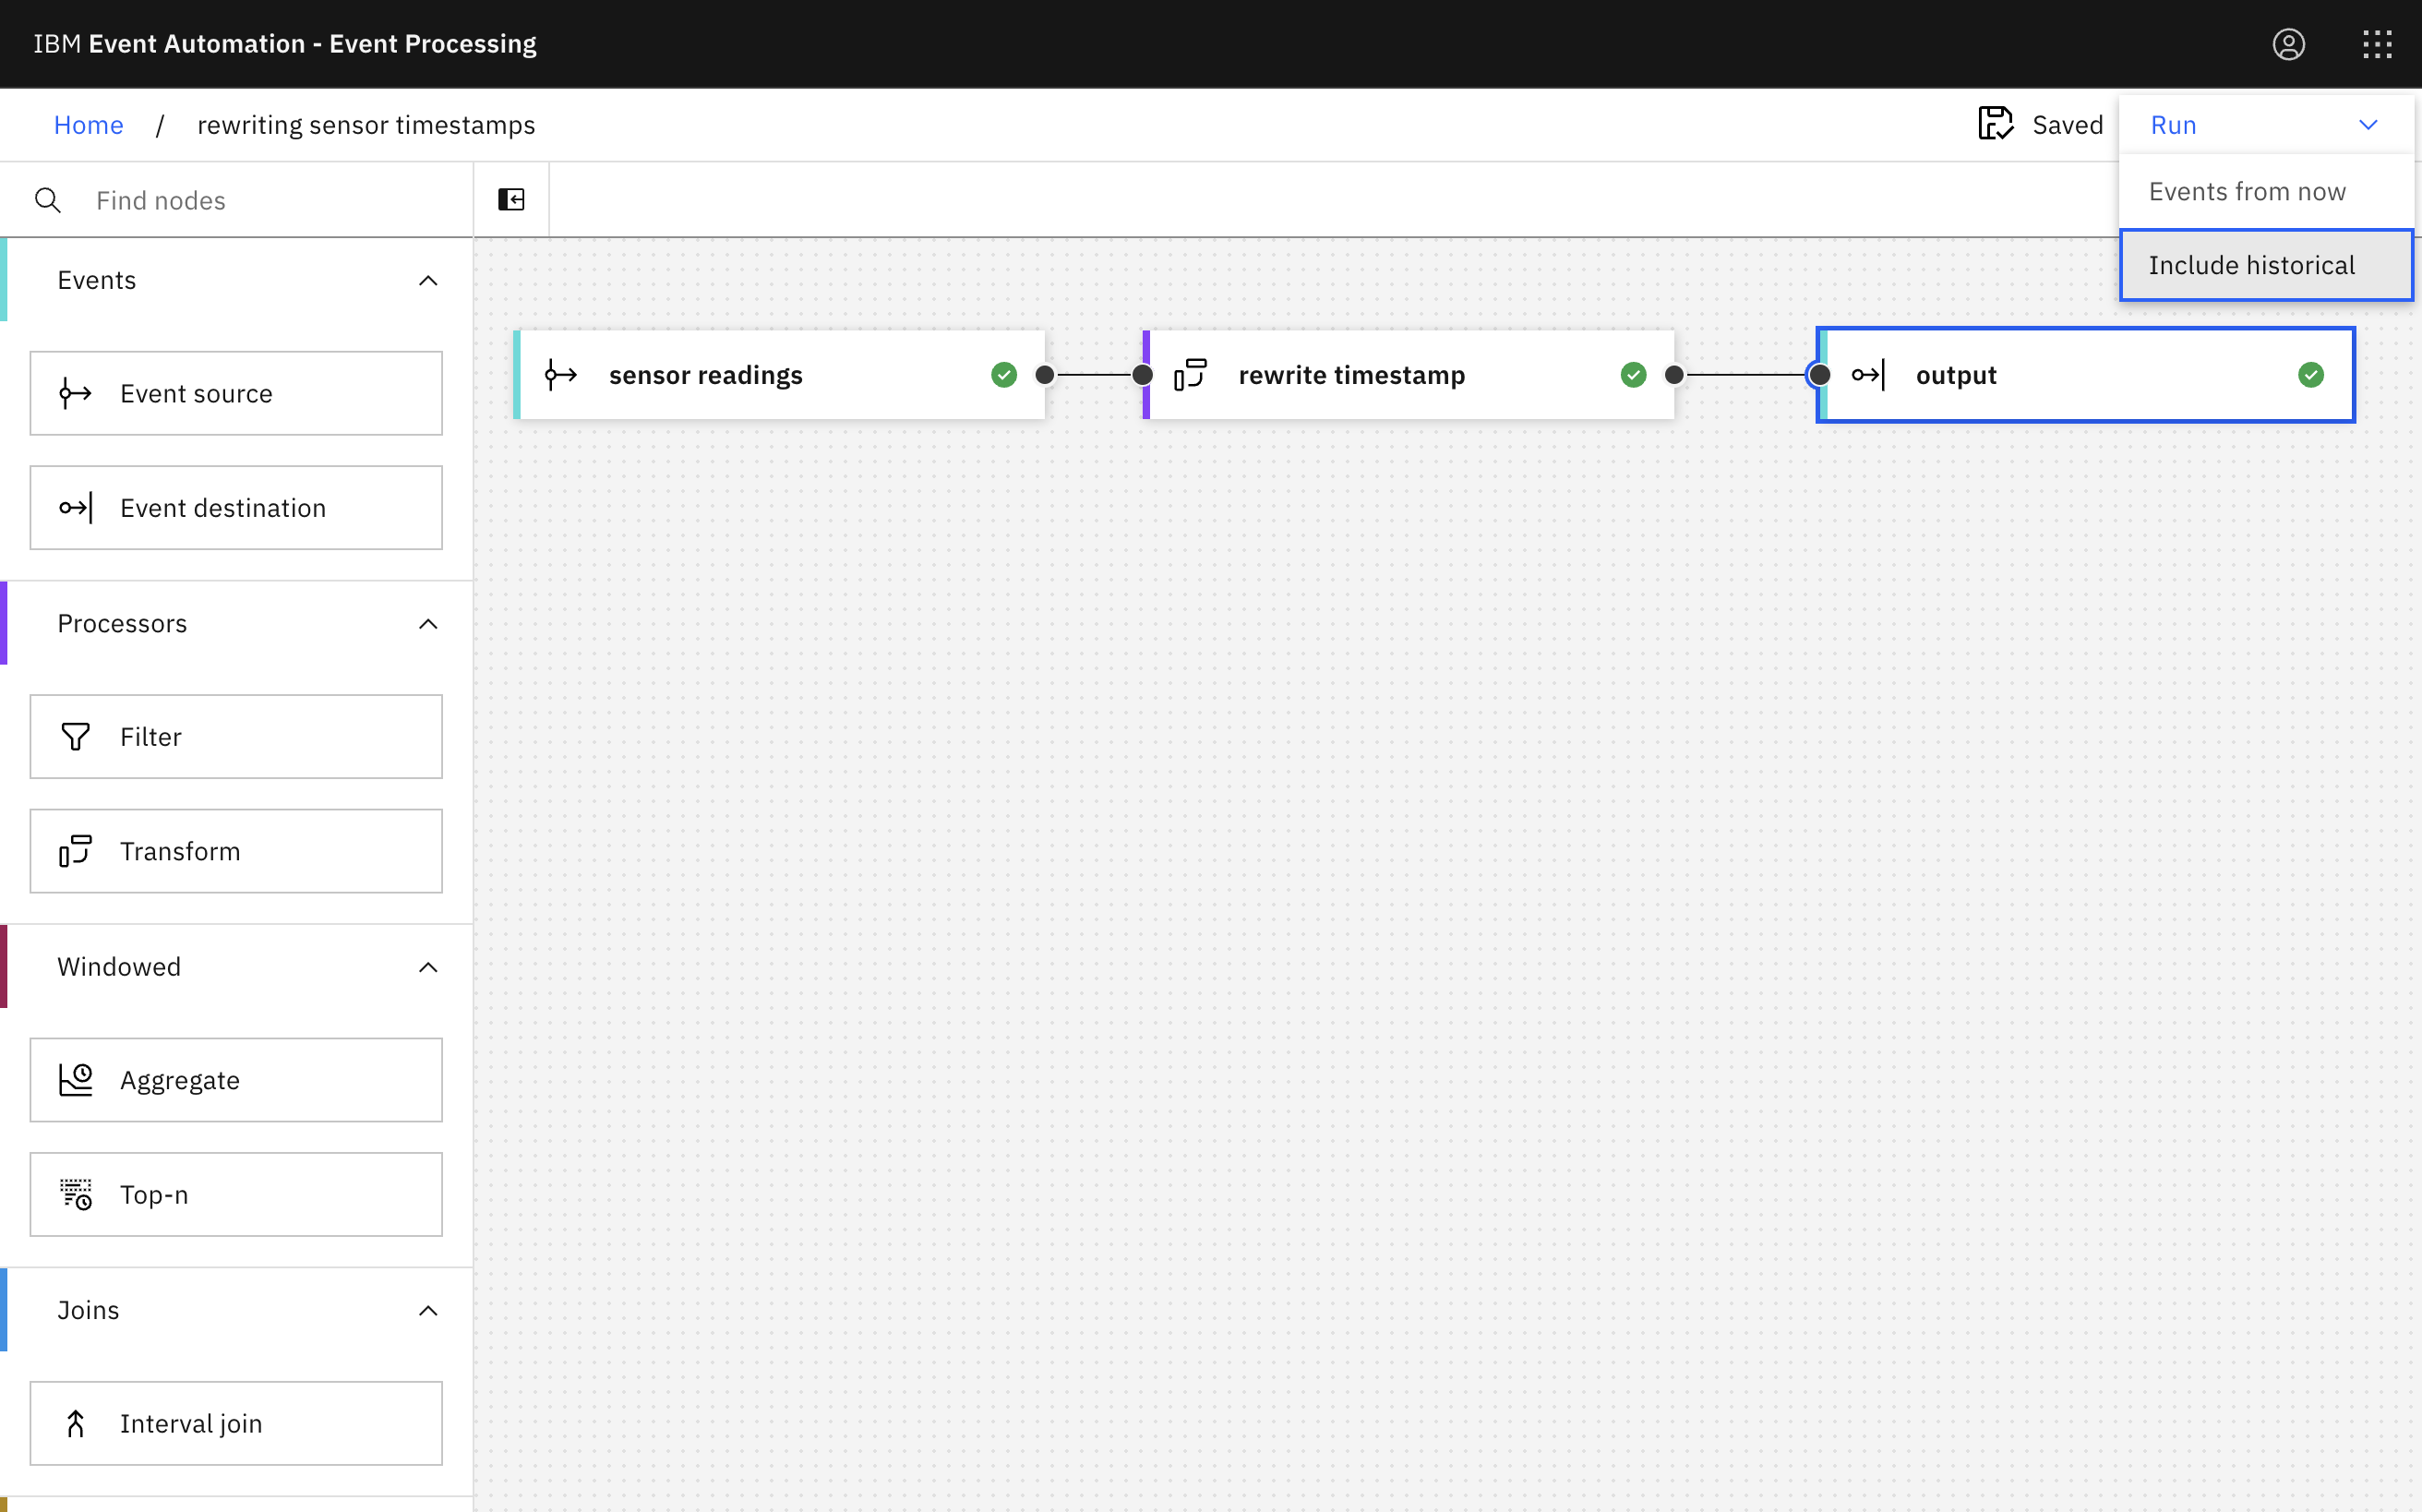 IBM Event Automation - Event Processing
Home / rewriting sensor timestamps
Saved
Run
Events from now
Include historical
Find nodes
Events
Event source
Event destination
Processors
Filter
Transform
Windowed
Aggregate
Top-n
Joins
Interval join
sensor readings
rewrite timestamp
output